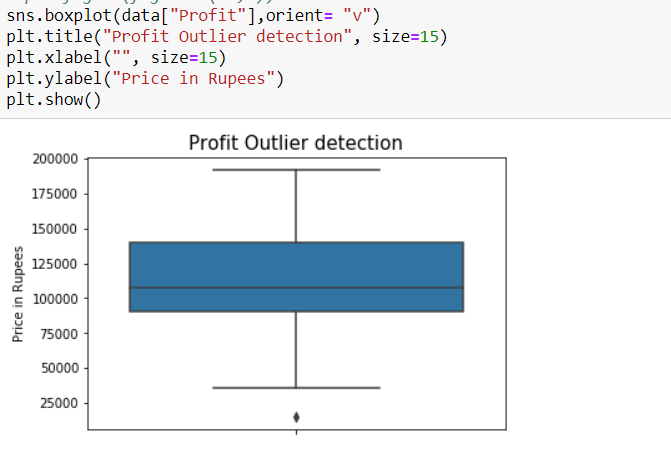 sns.boxplot(data["Profit"],orient= "v")
plt.title("Profit Outlier detection", size=15)
plt.xlabel("", size=15)
plt.ylabel("Price in Rupees")
plt.show()
Profit Outlier detection
200000
175000
150000
125000
100000
75000
50000
25000
Price in Rupees